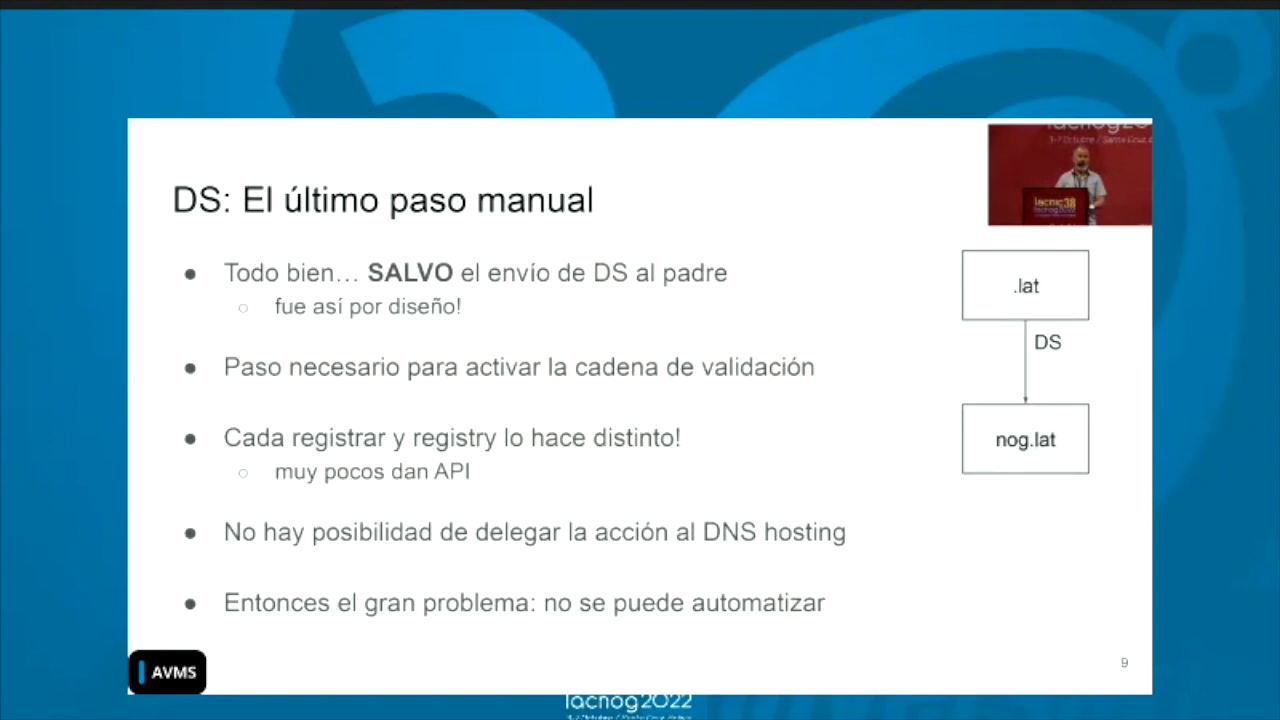 DS: El último paso manual
Todo bien… SALVO el envío de DS al padre
fue así por diseño!
Paso necesario para activar la cadena de validación
Cada registrar y registry lo hace distinto!
muy pocos dan API
No hay posibilidad de delegar la acción al DNS hosting
Entonces el gran problema: no se puede automatizar
lacnog20
lacnic38
lacnog2022
.lat
DS
nog.lat
9
AVMS
lacnog2022